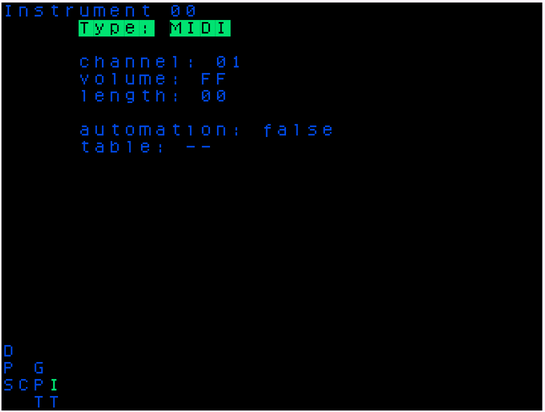 Instrument 00
Type: MIDI
channel: 01
volume: FF
length: 00
automation: false
table: --
D
P G
SCPI
TT